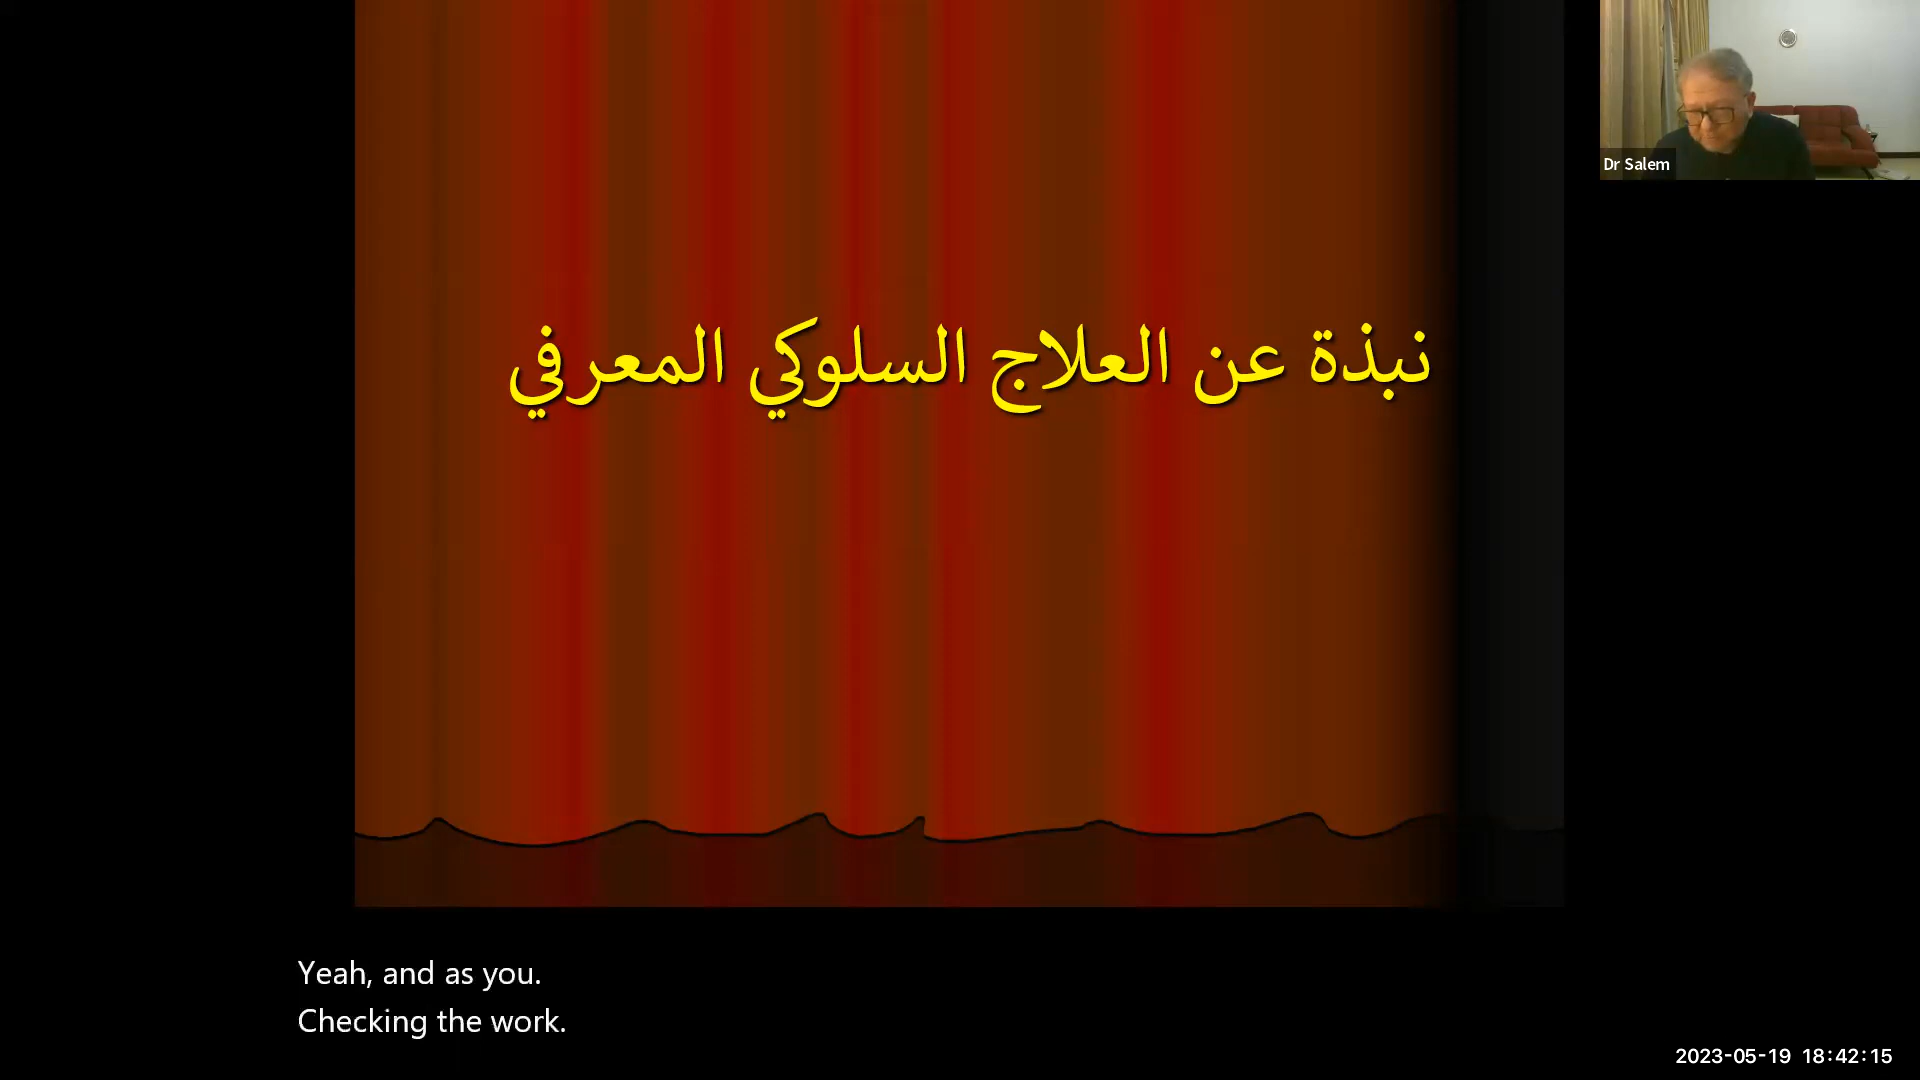 نبذة عن العلاج السلوكي المعرفي
Dr Salem
Yeah, and as you.
Checking the work.
2023-05-19 18:42:15